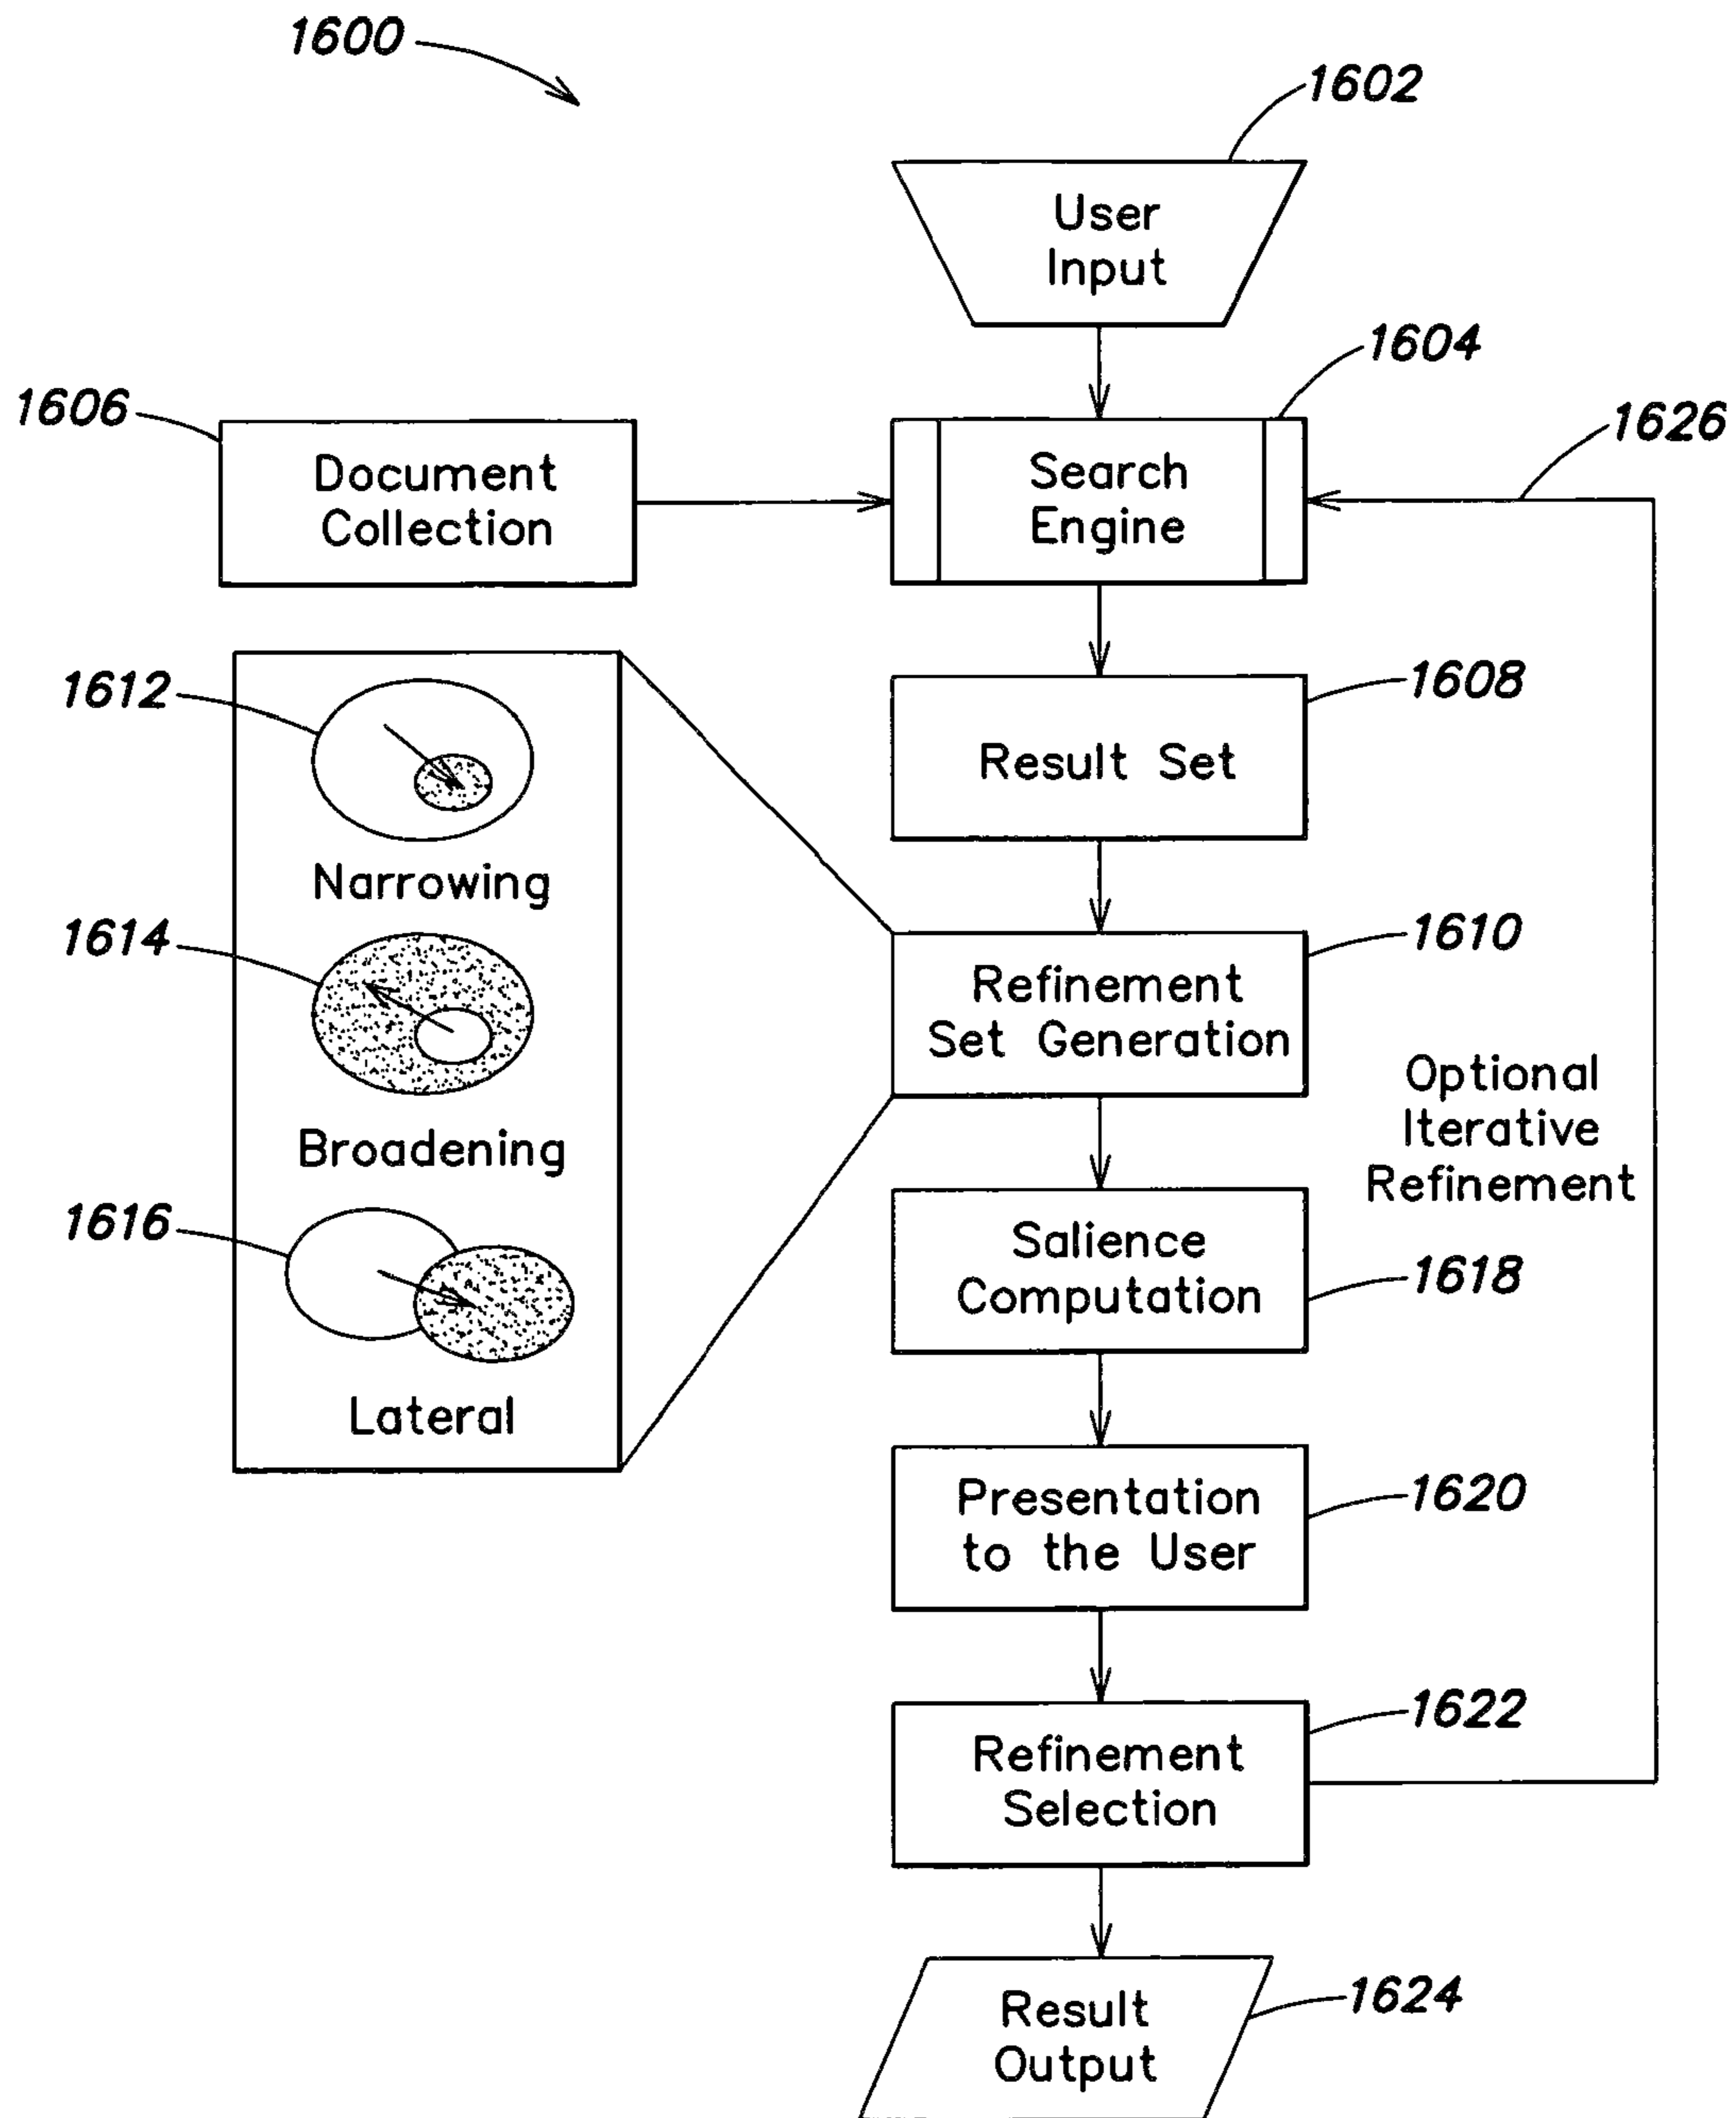 1600
1602
User
Input
1604
1606
Document
Collection
Search
Engine
1626
1612
Narrowing
1614
Broadening
1616
Lateral
1608
Result Set
1610
Refinement
Set Generation
Optional
Iterative
Refinement
Salience
Computation
1618
Presentation
to the User
1620
Refinement
Selection
1622
Result
Output
1624